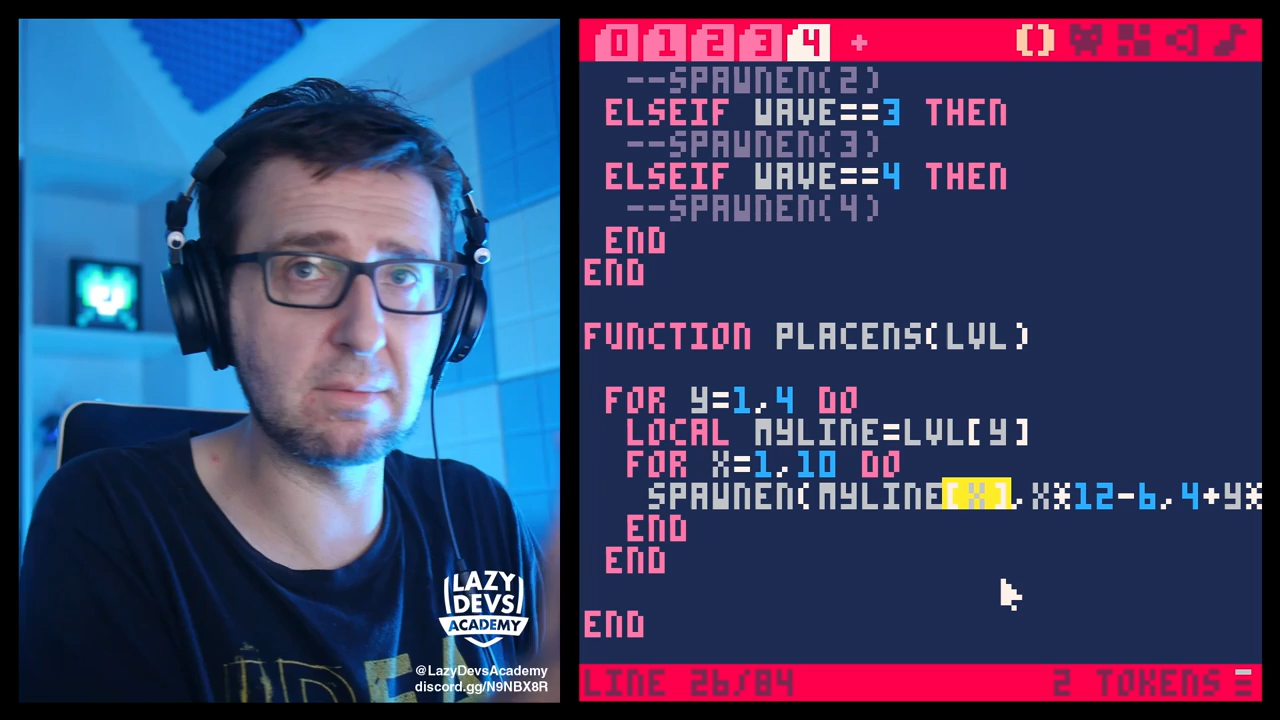 0 1 2 3 4 +
--SPAWNEN(2)
ELSEIF WAVE==3 THEN
--SPAWNEN(3)
ELSEIF WAVE==4 THEN
--SPAWNEN(4)
END
END
FUNCTION PLACENS(LVL)
FOR Y=1,4 DO
LOCAL MYLINE=LVL[Y]
FOR X=1,10 DO
SPAWNEN(MYLINE[X],X*12-6,4+Y*
END
END
END
LINE 26/84
2 TOKENS
LAZY
DEVS
ACADEMY
@LazyDevsAcademy
discord.gg/N9NBX8R